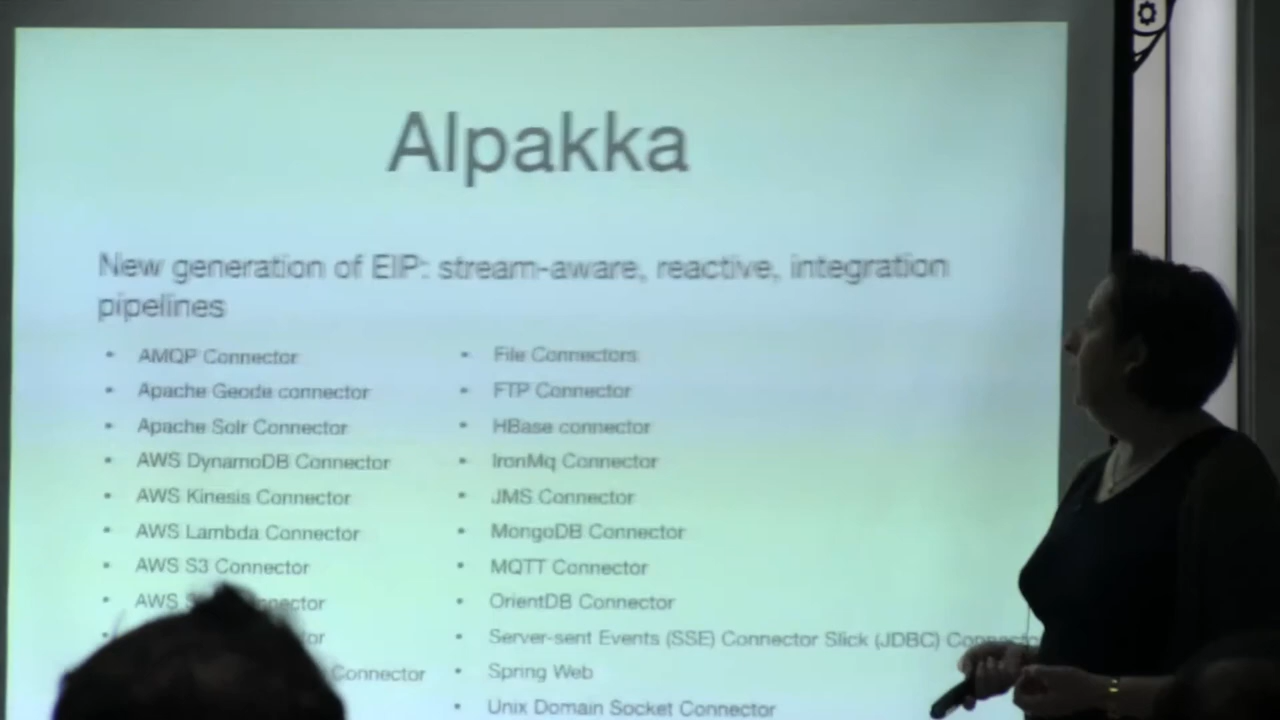 Alpakka
New generation of EIP: stream-aware, reactive, integration
pipelines
AMQP Connector
Apache Geode connector
Apache Solr Connector
AWS DynamoDB Connector
AWS Kinesis Connector
AWS Lambda Connector
AWS S3 Connector
AWS
Connector
File Connectors
FTP Connector
HBase connector
IronMq Connector
JMS Connector
MongoDB Connector
MQTT Connector
OrientDB Connector
Server-sent Events (SSE) Connector Slick (JDBC)
Spring Web
Unix Domain Socket Connector